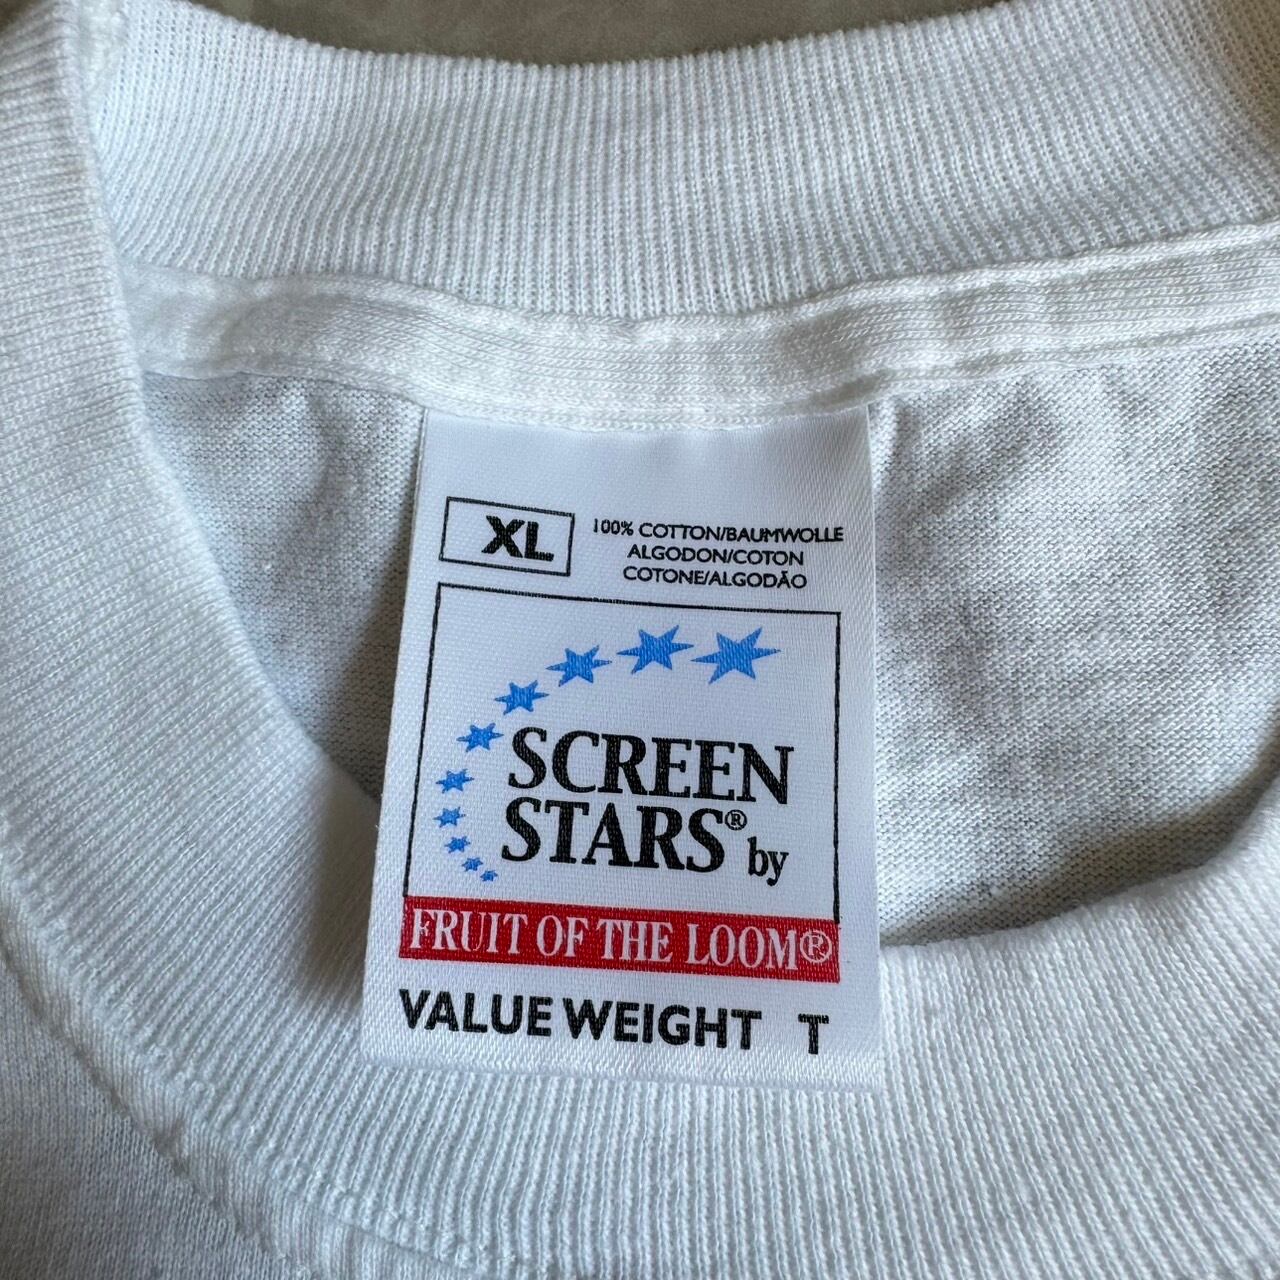 XL
100% COTTON/BAUMWOLLE
ALGODON/COTON
COTONE/ALGODÃO
SCREEN
STARS® by
FRUIT OF THE LOOM®
VALUE WEIGHT T